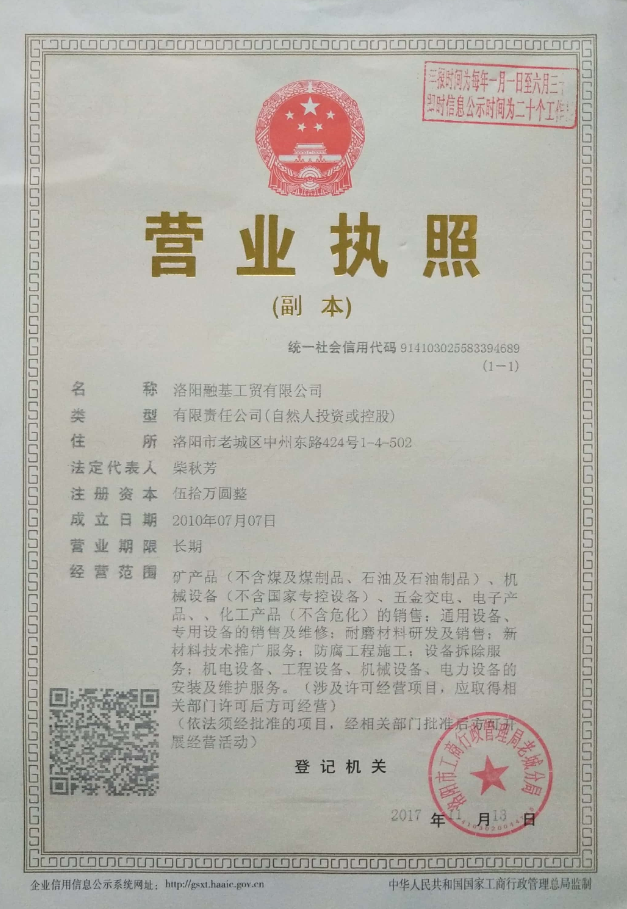 年报时间为每年一月一日至六月三十
即时信息公示时间为二十个工作
营业执照
(副 本)
统一社会信用代码 914103025583394689
(1-1)
名称 洛阳融基工贸有限公司
类型 有限责任公司(自然人投资或控股)
住所 洛阳市老城区中州东路424号1-4-502
法定代表人 柴秋芳
注册资本 伍拾万圆整
成立日期 2010年07月07日
营业期限 长期
经营范围 矿产品（不含煤及煤制品、石油及石油制品）、机
械设备（不含国家专控设备）、五金交电、电子产
品、、化工产品（不含危化）的销售；通用设备、
专用设备的销售及维修；耐磨材料研发及销售；新
材料技术推广服务；防腐工程施工；设备拆除服
务；机电设备、工程设备、机械设备、电力设备的
安装及维护服务。（涉及许可经营项目，应取得相
关部门许可后方可经营）
（依法须经批准的项目，经相关部门批准后方可开
展经营活动）
登记机关
洛阳市工商行政管理局老城分局
2017 年 11 月 13 日
企业信用信息公示系统网址：http://gsxt.haaic.gov.cn
中华人民共和国国家工商行政管理总局监制